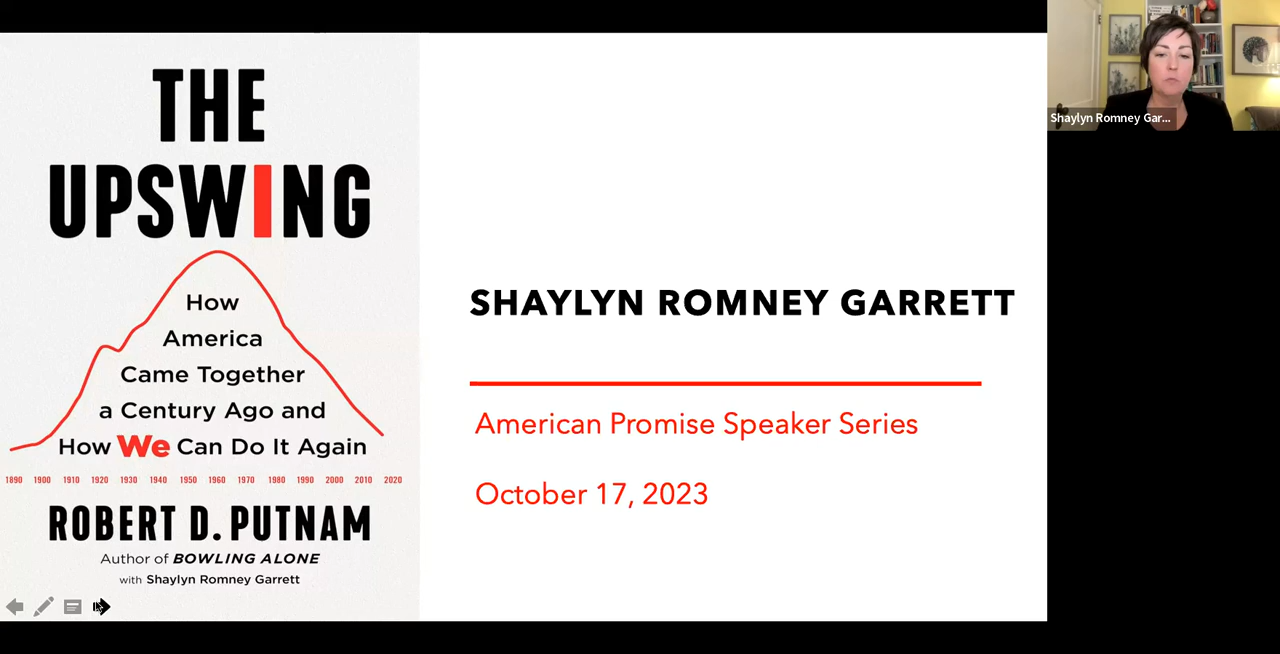 THE
UPSWING
How
America
Came Together
a Century Ago and
How We Can Do It Again
1890 1900 1910 1920 1930 1940 1950 1960 1970 1980 1990 2000 2010 2020
ROBERT D. PUTNAM
Author of BOWLING ALONE
with Shaylyn Romney Garrett
SHAYLYN ROMNEY GARRETT
American Promise Speaker Series
October 17, 2023
Shaylyn Romney Gar...